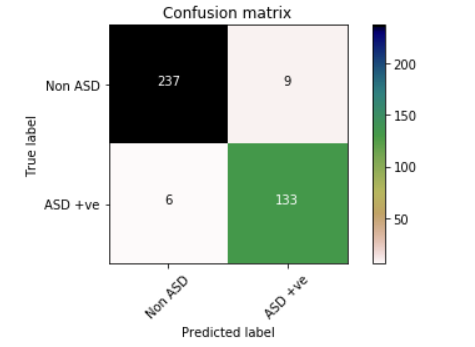 Confusion matrix
Non ASD
237
9
200
150
True label
100
ASD +ve
6
133
50
Non ASD
ASD +ve
Predicted label